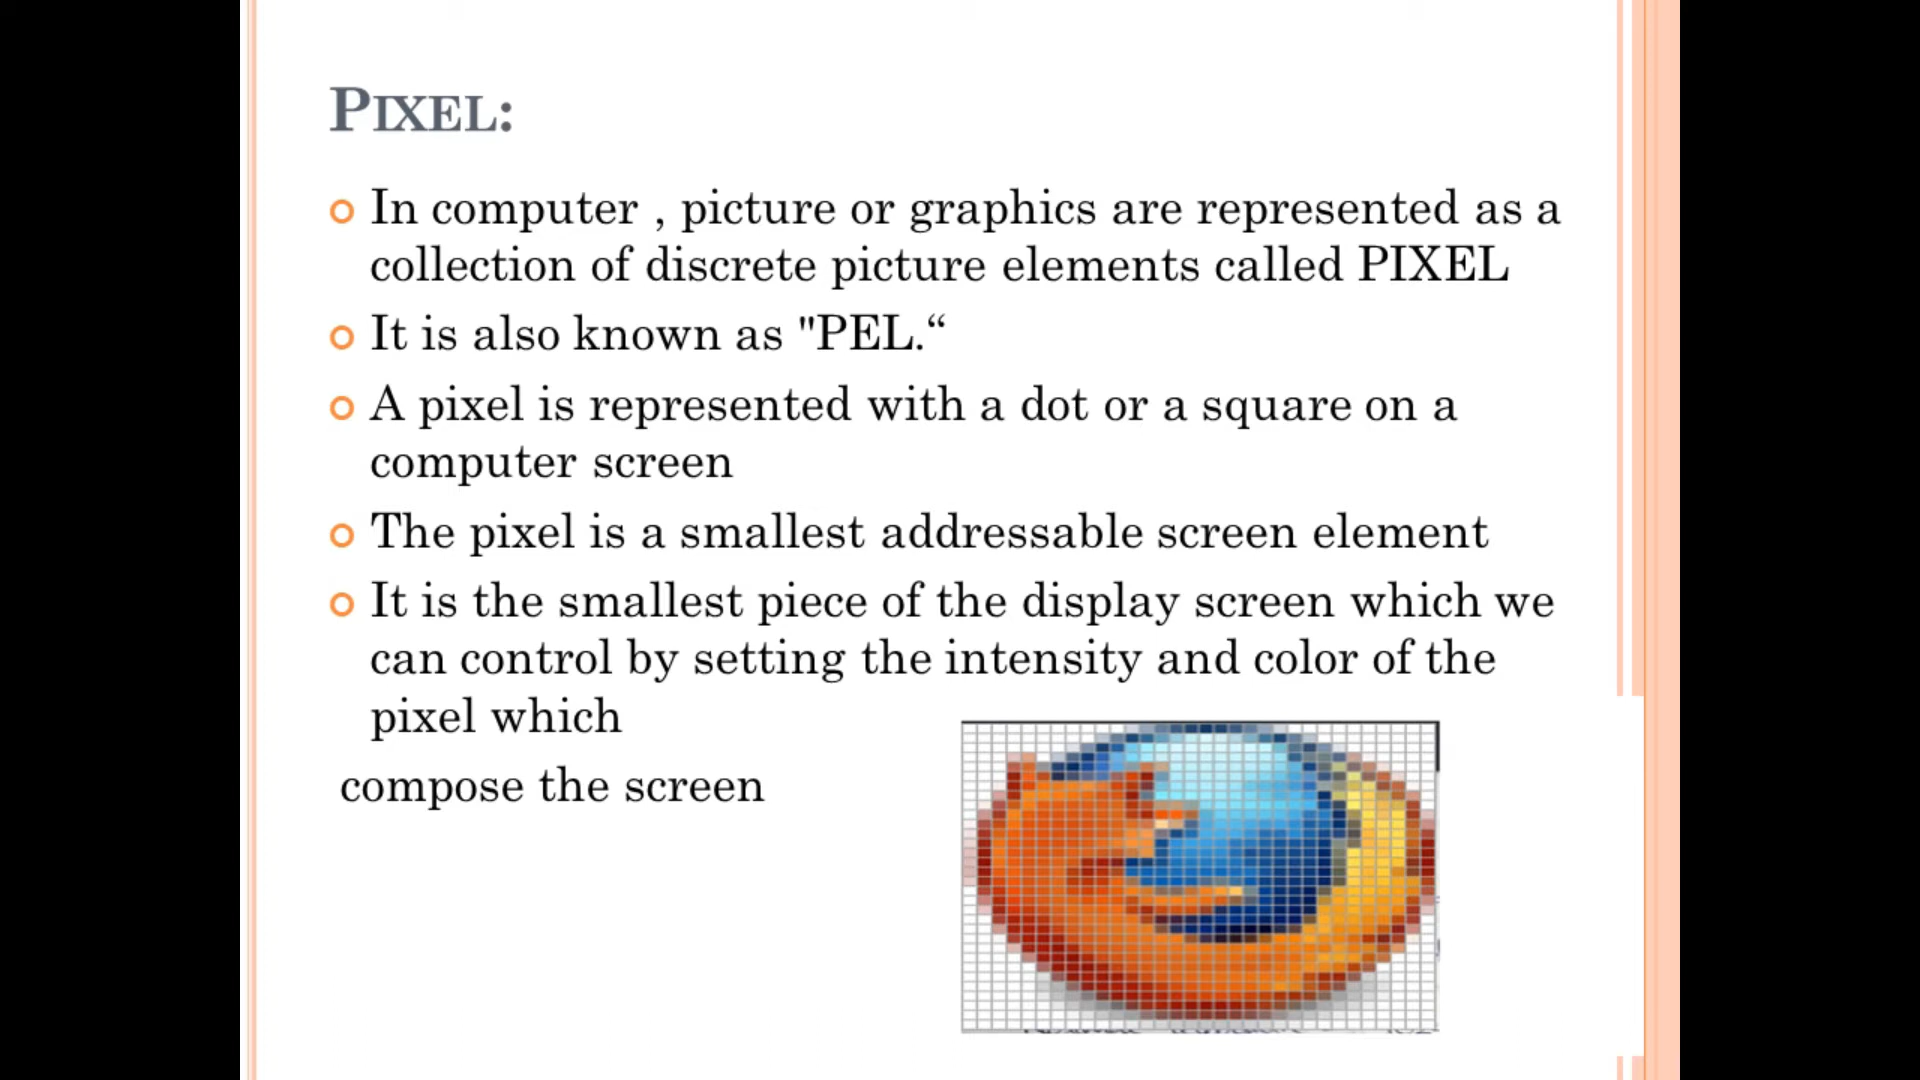 PIXEL:
In computer , picture or graphics are represented as a
collection of discrete picture elements called PIXEL
It is also known as "PEL.“
A pixel is represented with a dot or a square on a
computer screen
The pixel is a smallest addressable screen element
It is the smallest piece of the display screen which we
can control by setting the intensity and color of the
pixel which
compose the screen